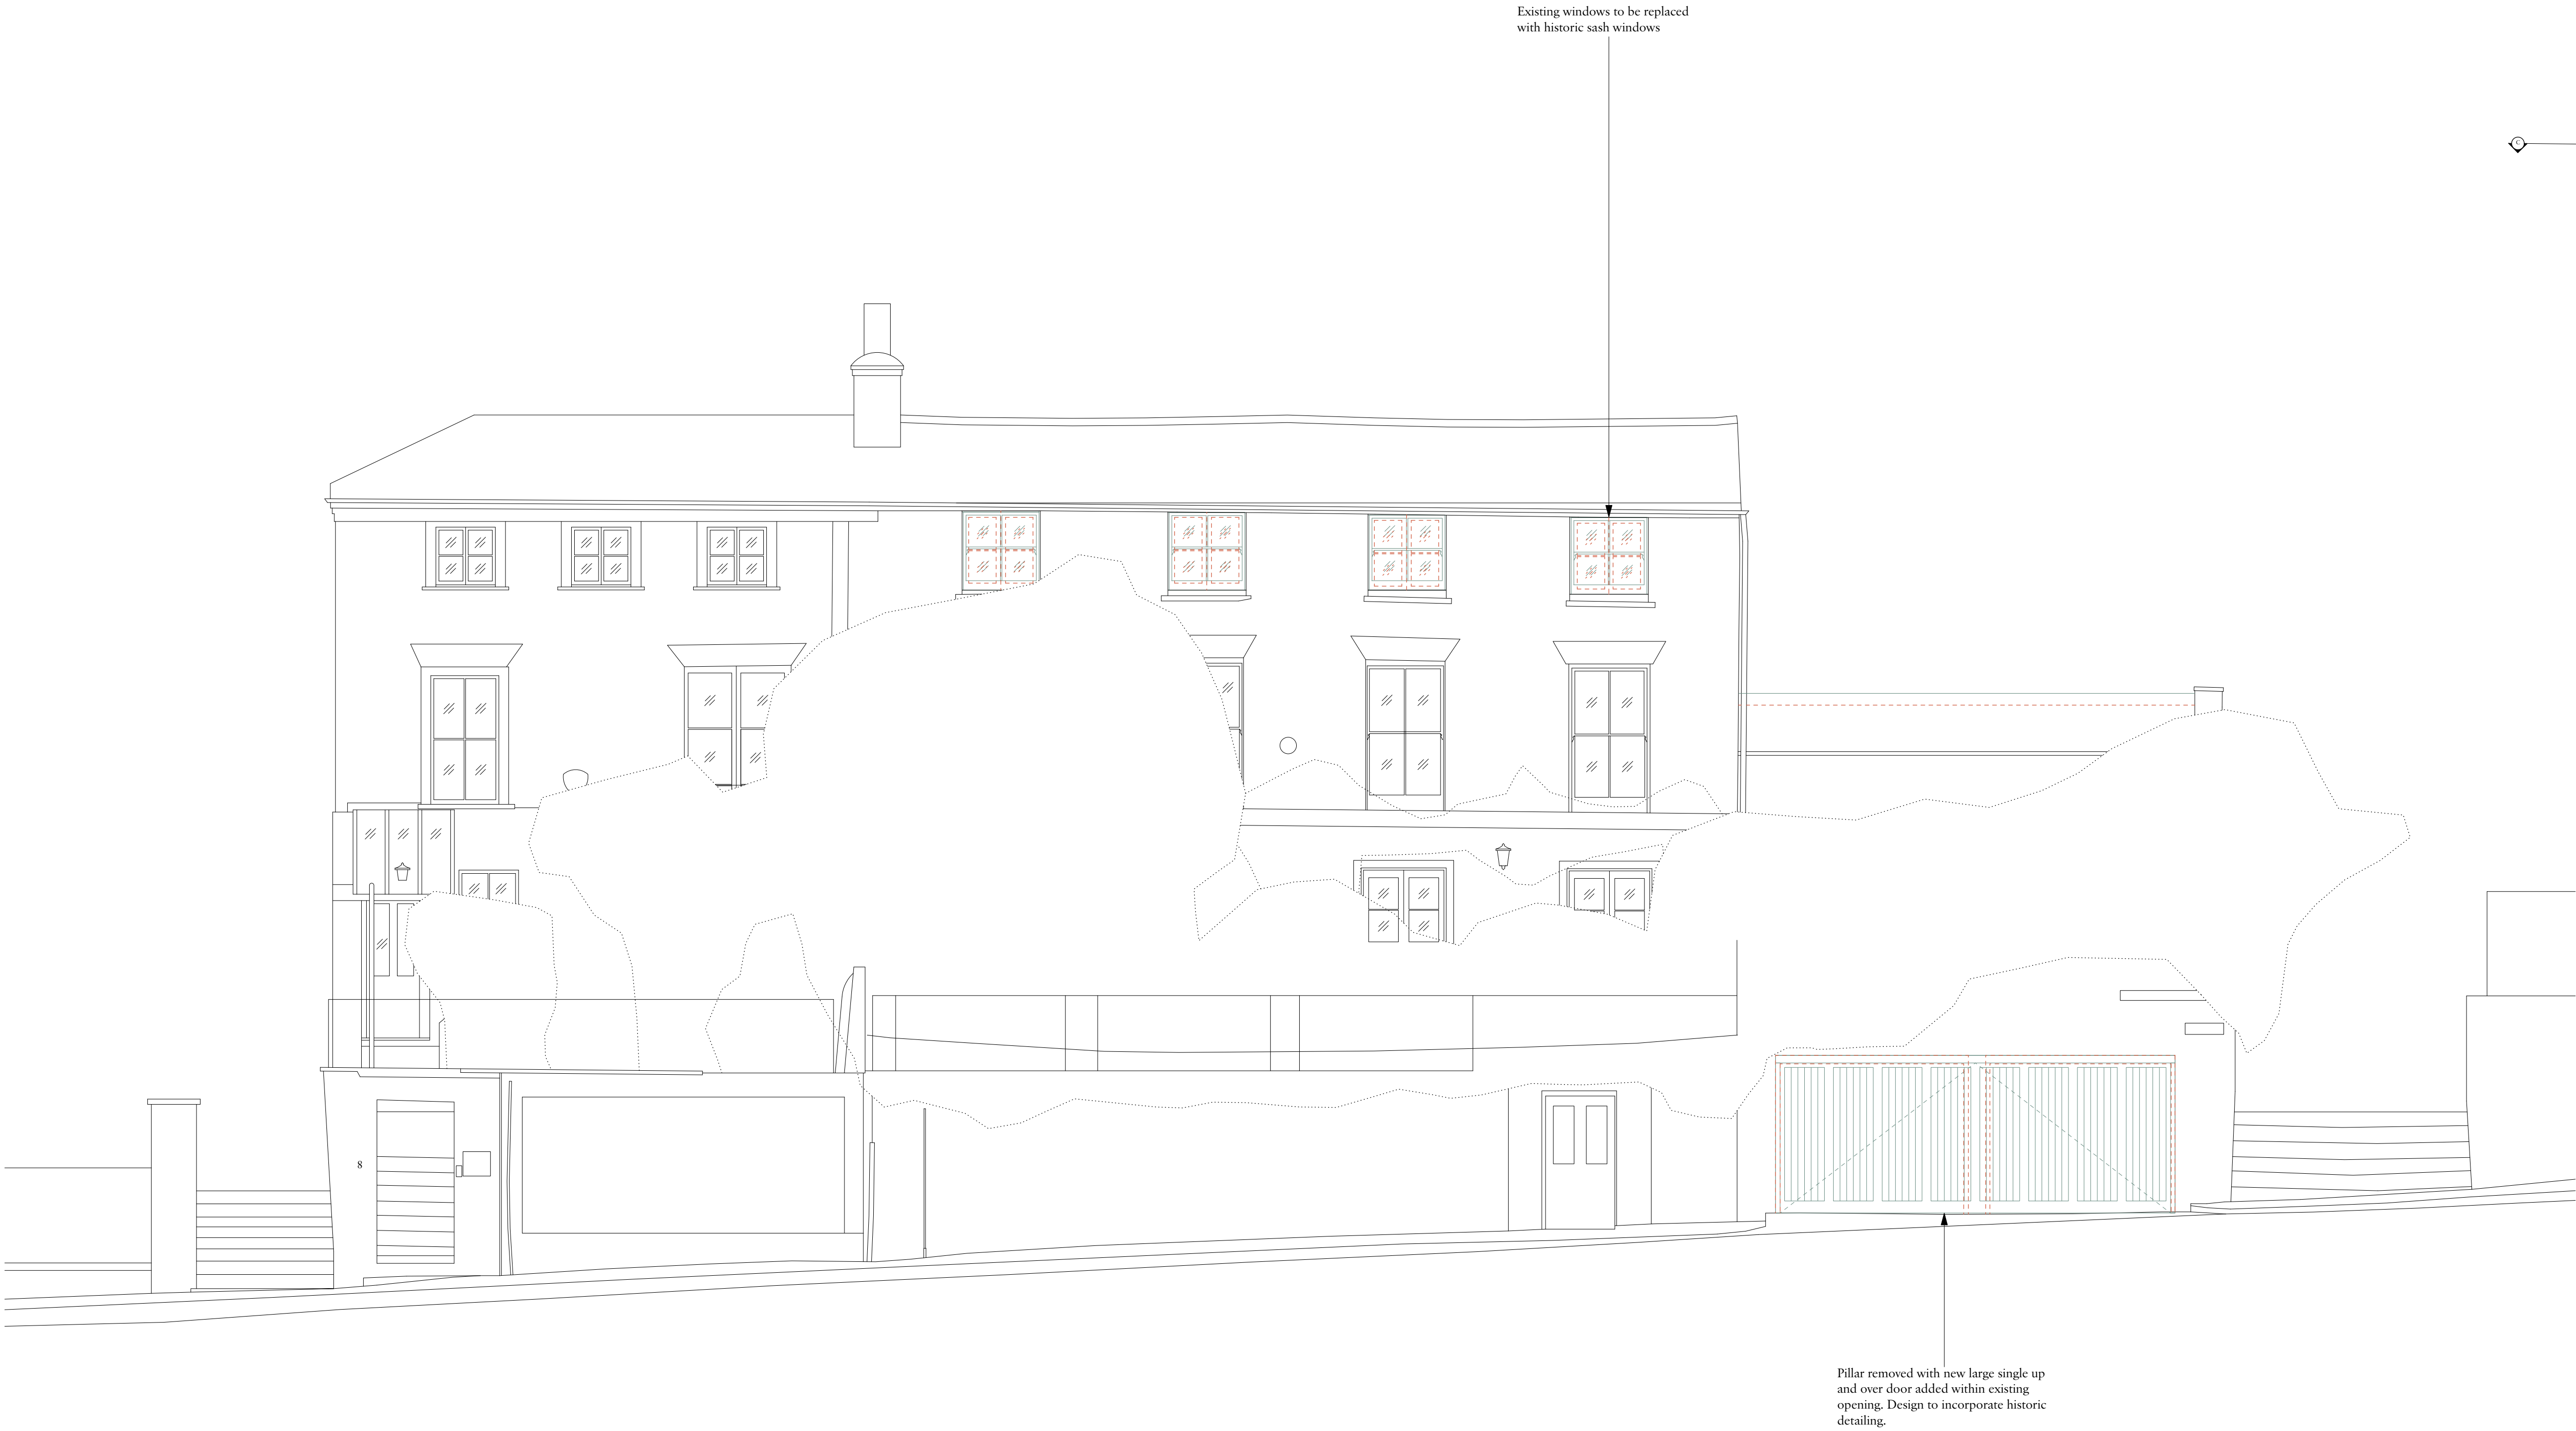 Existing windows to be replaced
with historic sash windows
C
8
Pillar removed with new large single up
and over door added within existing
opening. Design to incorporate historic
detailing.